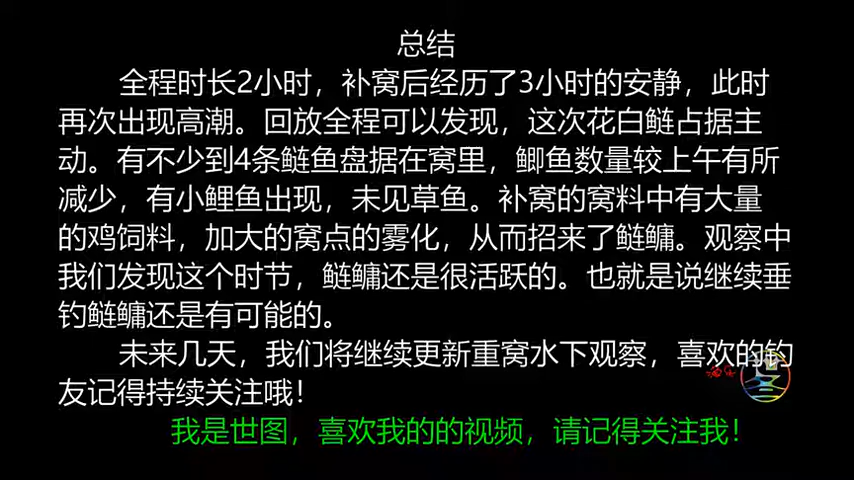 总结
全程时长2小时，补窝后经历了3小时的安静，此时
再次出现高潮。回放全程可以发现，这次花白鲢占据主
动。有不少到4条鲢鱼盘据在窝里，鲫鱼数量较上午有所
减少，有小鲤鱼出现，未见草鱼。补窝的窝料中有大量
的鸡饲料，加大的窝点的雾化，从而招来了鲢鳙。观察中
我们发现这个时节，鲢鳙还是很活跃的。也就是说继续垂
钓鲢鳙还是有可能的。
未来几天，我们将继续更新重窝水下观察，喜欢的钓
友记得持续关注哦！
我是世图，喜欢我的的视频，请记得关注我！